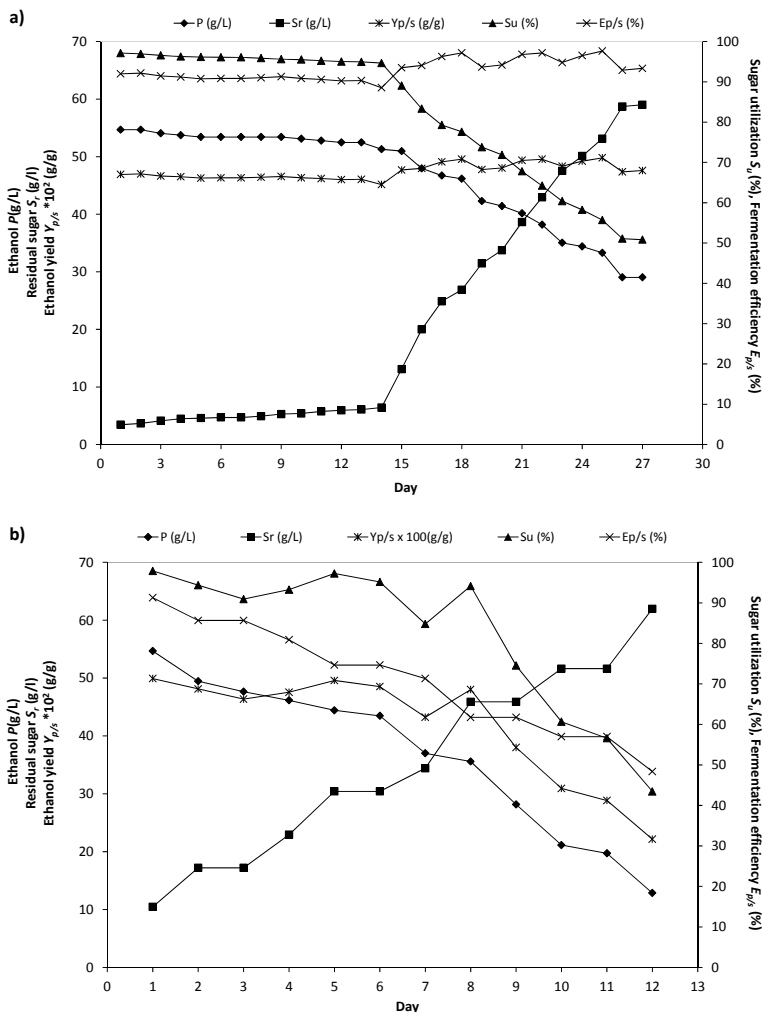 a)
P (g/L) Sr (g/L) Yp/s (g/g) Su (%) Ep/s (%)
Ethanol P(g/L)
Residual sugar Sr (g/l)
Ethanol yield Yp/s *10² (g/g)
70
60
50
40
30
20
10
0
100
90
80
70
60
50
40
30
20
10
0
Sugar utilization Su (%), Fermentation efficiency Ep/s
(%)
0 3 6 9 12 15 18 21 24 27 30
Day
b)
P (g/L) Sr (g/L) Yp/s x 100(g/g) Su (%) Ep/s (%)
Ethanol P(g/L)
Residual sugar Sr (g/l)
Ethanol yield Yp/s *10² (g/g)
70
60
50
40
30
20
10
0
100
90
80
70
60
50
40
30
20
10
0
Sugar utilization Su (%), Fermentation efficiency Ep/s
(%)
0 1 2 3 4 5 6 7 8 9 10 11 12 13
Day